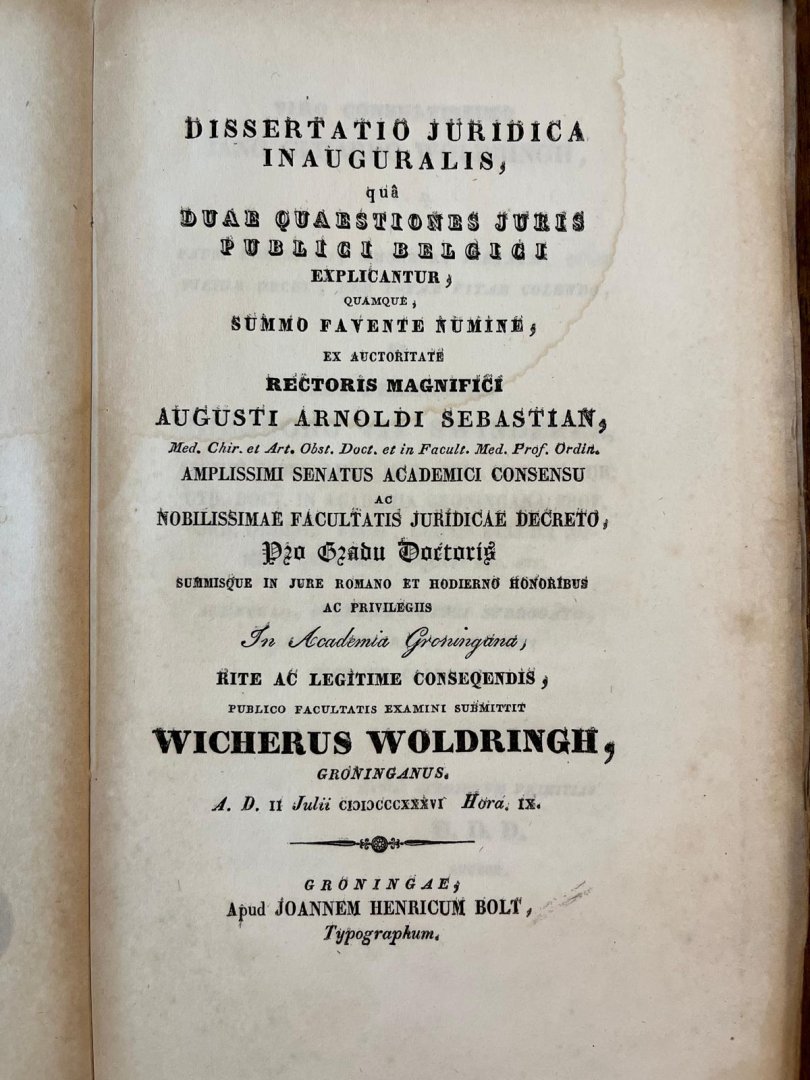 DISSERTATIO JURIDICA
INAUGURALIS,
quâ
DUAE QUAESTIONES JURIS
PUBLICI BELGICI
EXPLICANTUR,
QUAMQUE,
SUMMO FAVENTE NUMINE,
EX AUCTORITATE
RECTORIS MAGNIFICI
AUGUSTI ARNOLDI SEBASTIAN,
Med. Chir. et Art. Obst. Doct. et in Facult. Med. Prof. Ordin.
AMPLISSIMI SENATUS ACADEMICI CONSENSU
AC
NOBILISSIMAE FACULTATIS JURIDICAE DECRETO,
Pro Gradu Doctoris
SUMMISQUE IN JURE ROMANO ET HODIERNO HONORIBUS
AC PRIVILEGIIS
In Academia Groningana,
RITE AC LEGITIME CONSEQENDIS,
PUBLICO FACULTATIS EXAMINI SUBMITTIT
WICHERUS WOLDRINGH,
GRONINGANUS.
A. D. II Julii CIↃIↃCCCXXXVI Hora. IX.
GRONINGAE,
Apud JOANNEM HENRICUM BOLT,
Typographum.